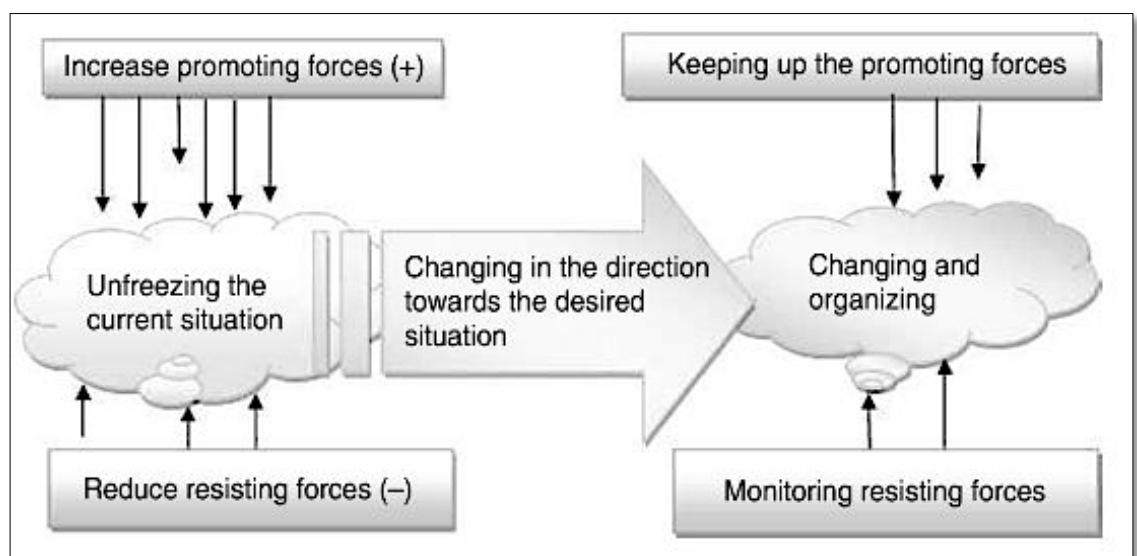 Increase promoting forces (+)
Keeping up the promoting forces
Unfreezing the
current situation
Changing in the direction
towards the desired
situation
Changing and
organizing
Reduce resisting forces (–)
Monitoring resisting forces